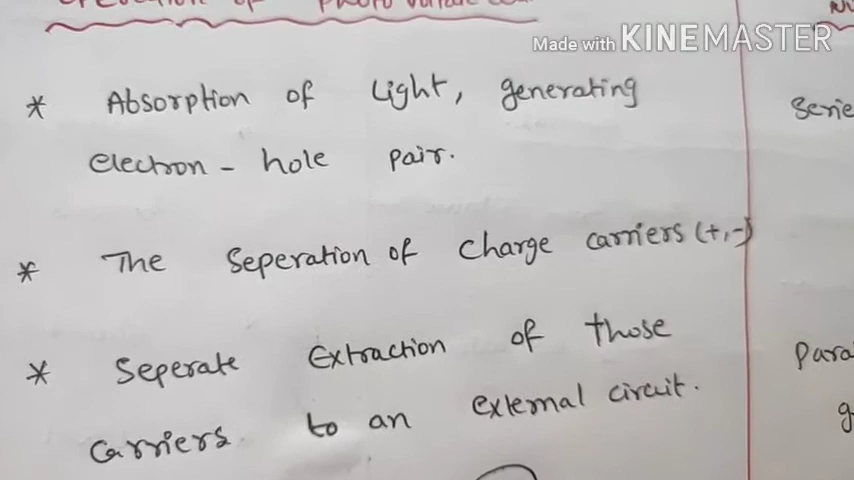 Made with KINEMASTER
* Absorption of Light, generating
electron - hole pair.
* The Seperation of charge carriers (+,-)
* Seperate Extraction of those
carriers to an external circuit.